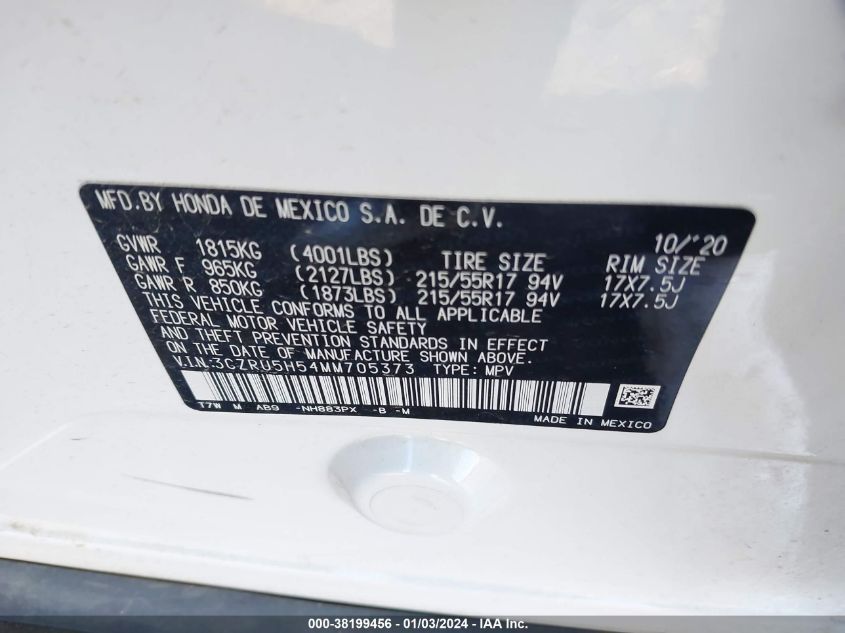 MFD.BY HONDA DE MEXICO S.A. DE C.V.
10/'20
GVWR 1815KG (4001LBS) TIRE SIZE RIM SIZE
GAWR F 965KG (2127LBS) 215/55R17 94V 17X7.5J
GAWR R 850KG (1873LBS) 215/55R17 94V 17X7.5J
THIS VEHICLE CONFORMS TO ALL APPLICABLE
FEDERAL MOTOR VEHICLE SAFETY
AND THEFT PREVENTION STANDARDS IN EFFECT
ON THE DATE OF MANUFACTURE SHOWN ABOVE.
V.I.N.:3CZRU5H54MM705373 TYPE: MPV
T7W M AB9 -NH883PX -B -M
MADE IN MEXICO
000-38199456 - 01/03/2024 - IAA Inc.